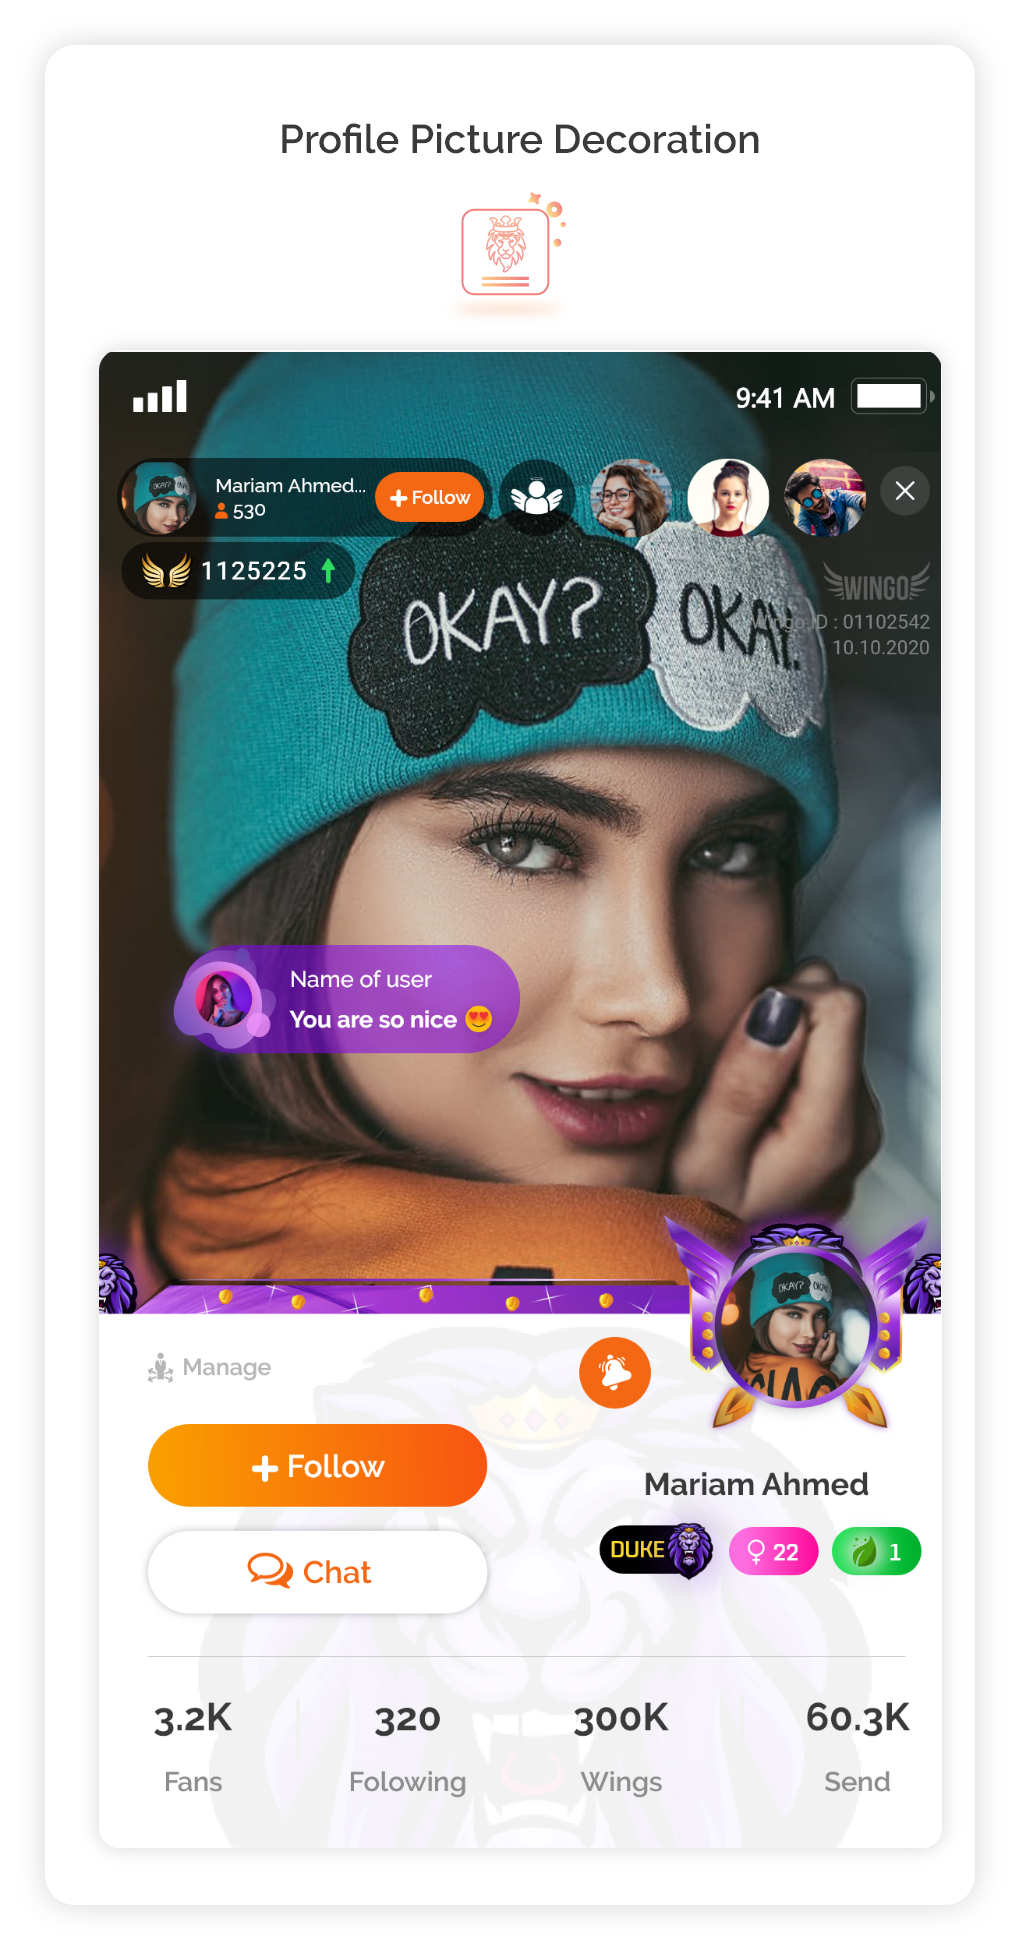 Profile Picture Decoration
9:41 AM
Mariam Ahmed...
530
Follow
1125225
WINGO
Wingo ID : 01102542
10.10.2020
OKAY?
OKAY.
Name of user
You are so nice 😍
OKAY?
Manage
Follow
Chat
Mariam Ahmed
DUKE
22
1
3.2K
320
300K
60.3K
Fans
Folowing
Wings
Send